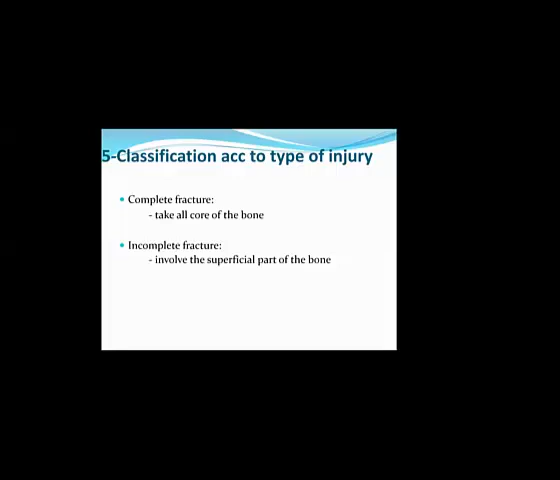 5-Classification acc to type of injury
Complete fracture:
- take all core of the bone
Incomplete fracture:
- involve the superficial part of the bone